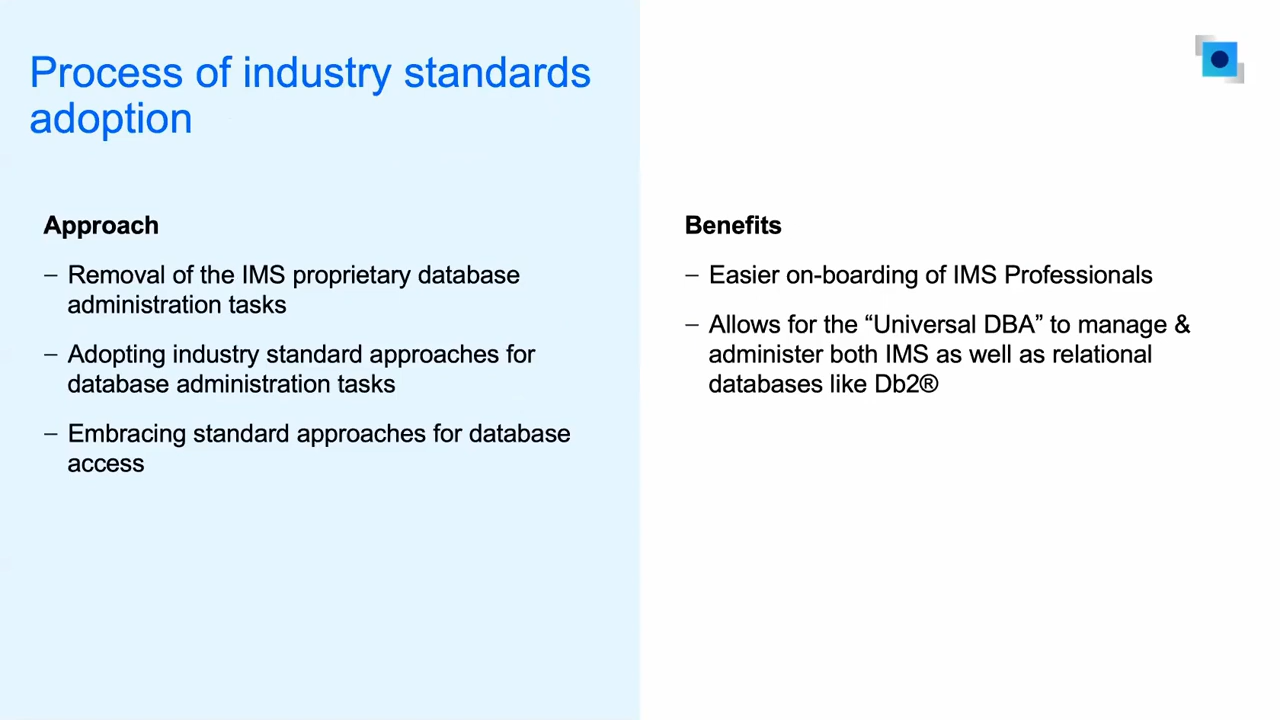 Process of industry standards
adoption
Approach
– Removal of the IMS proprietary database
administration tasks
– Adopting industry standard approaches for
database administration tasks
– Embracing standard approaches for database
access
Benefits
– Easier on-boarding of IMS Professionals
– Allows for the “Universal DBA” to manage &
administer both IMS as well as relational
databases like Db2®